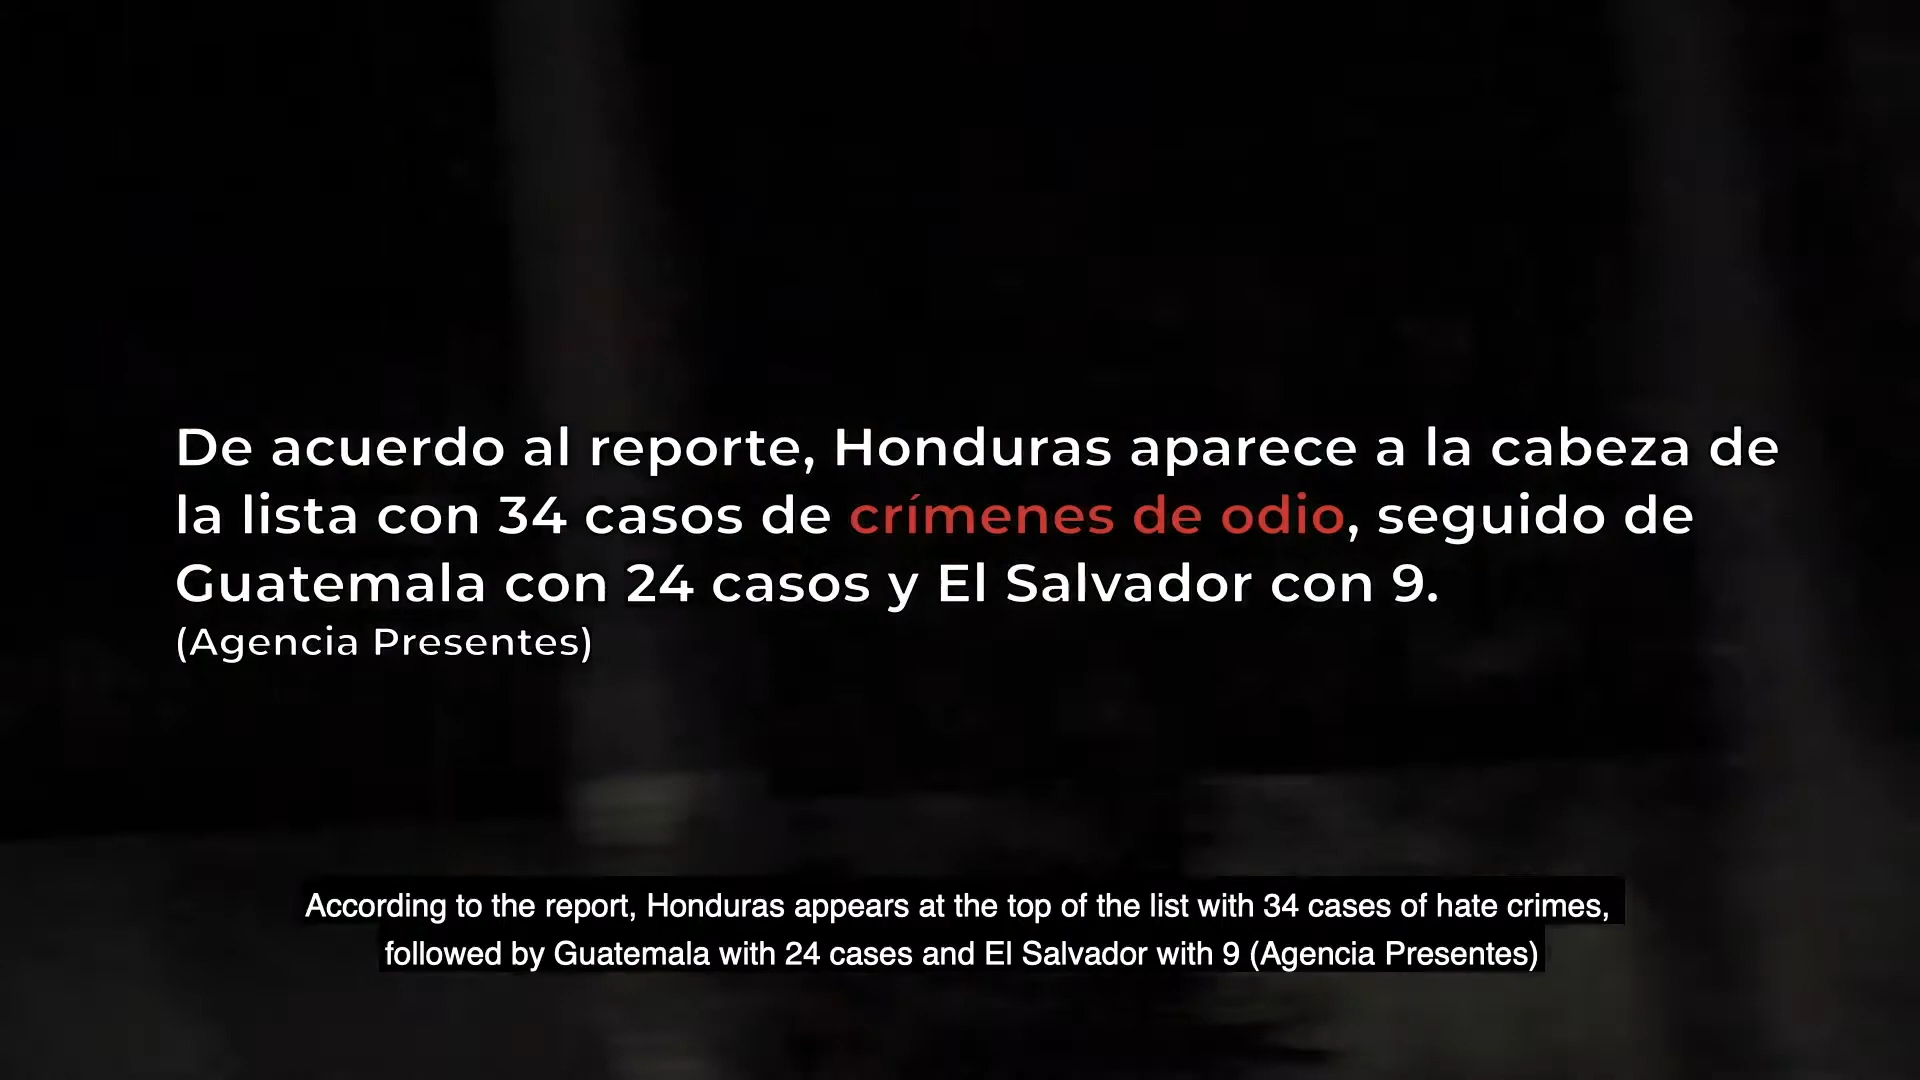 De acuerdo al reporte, Honduras aparece a la cabeza de
la lista con 34 casos de crímenes de odio, seguido de
Guatemala con 24 casos y El Salvador con 9.
(Agencia Presentes)
According to the report, Honduras appears at the top of the list with 34 cases of hate crimes,
followed by Guatemala with 24 cases and El Salvador with 9 (Agencia Presentes)